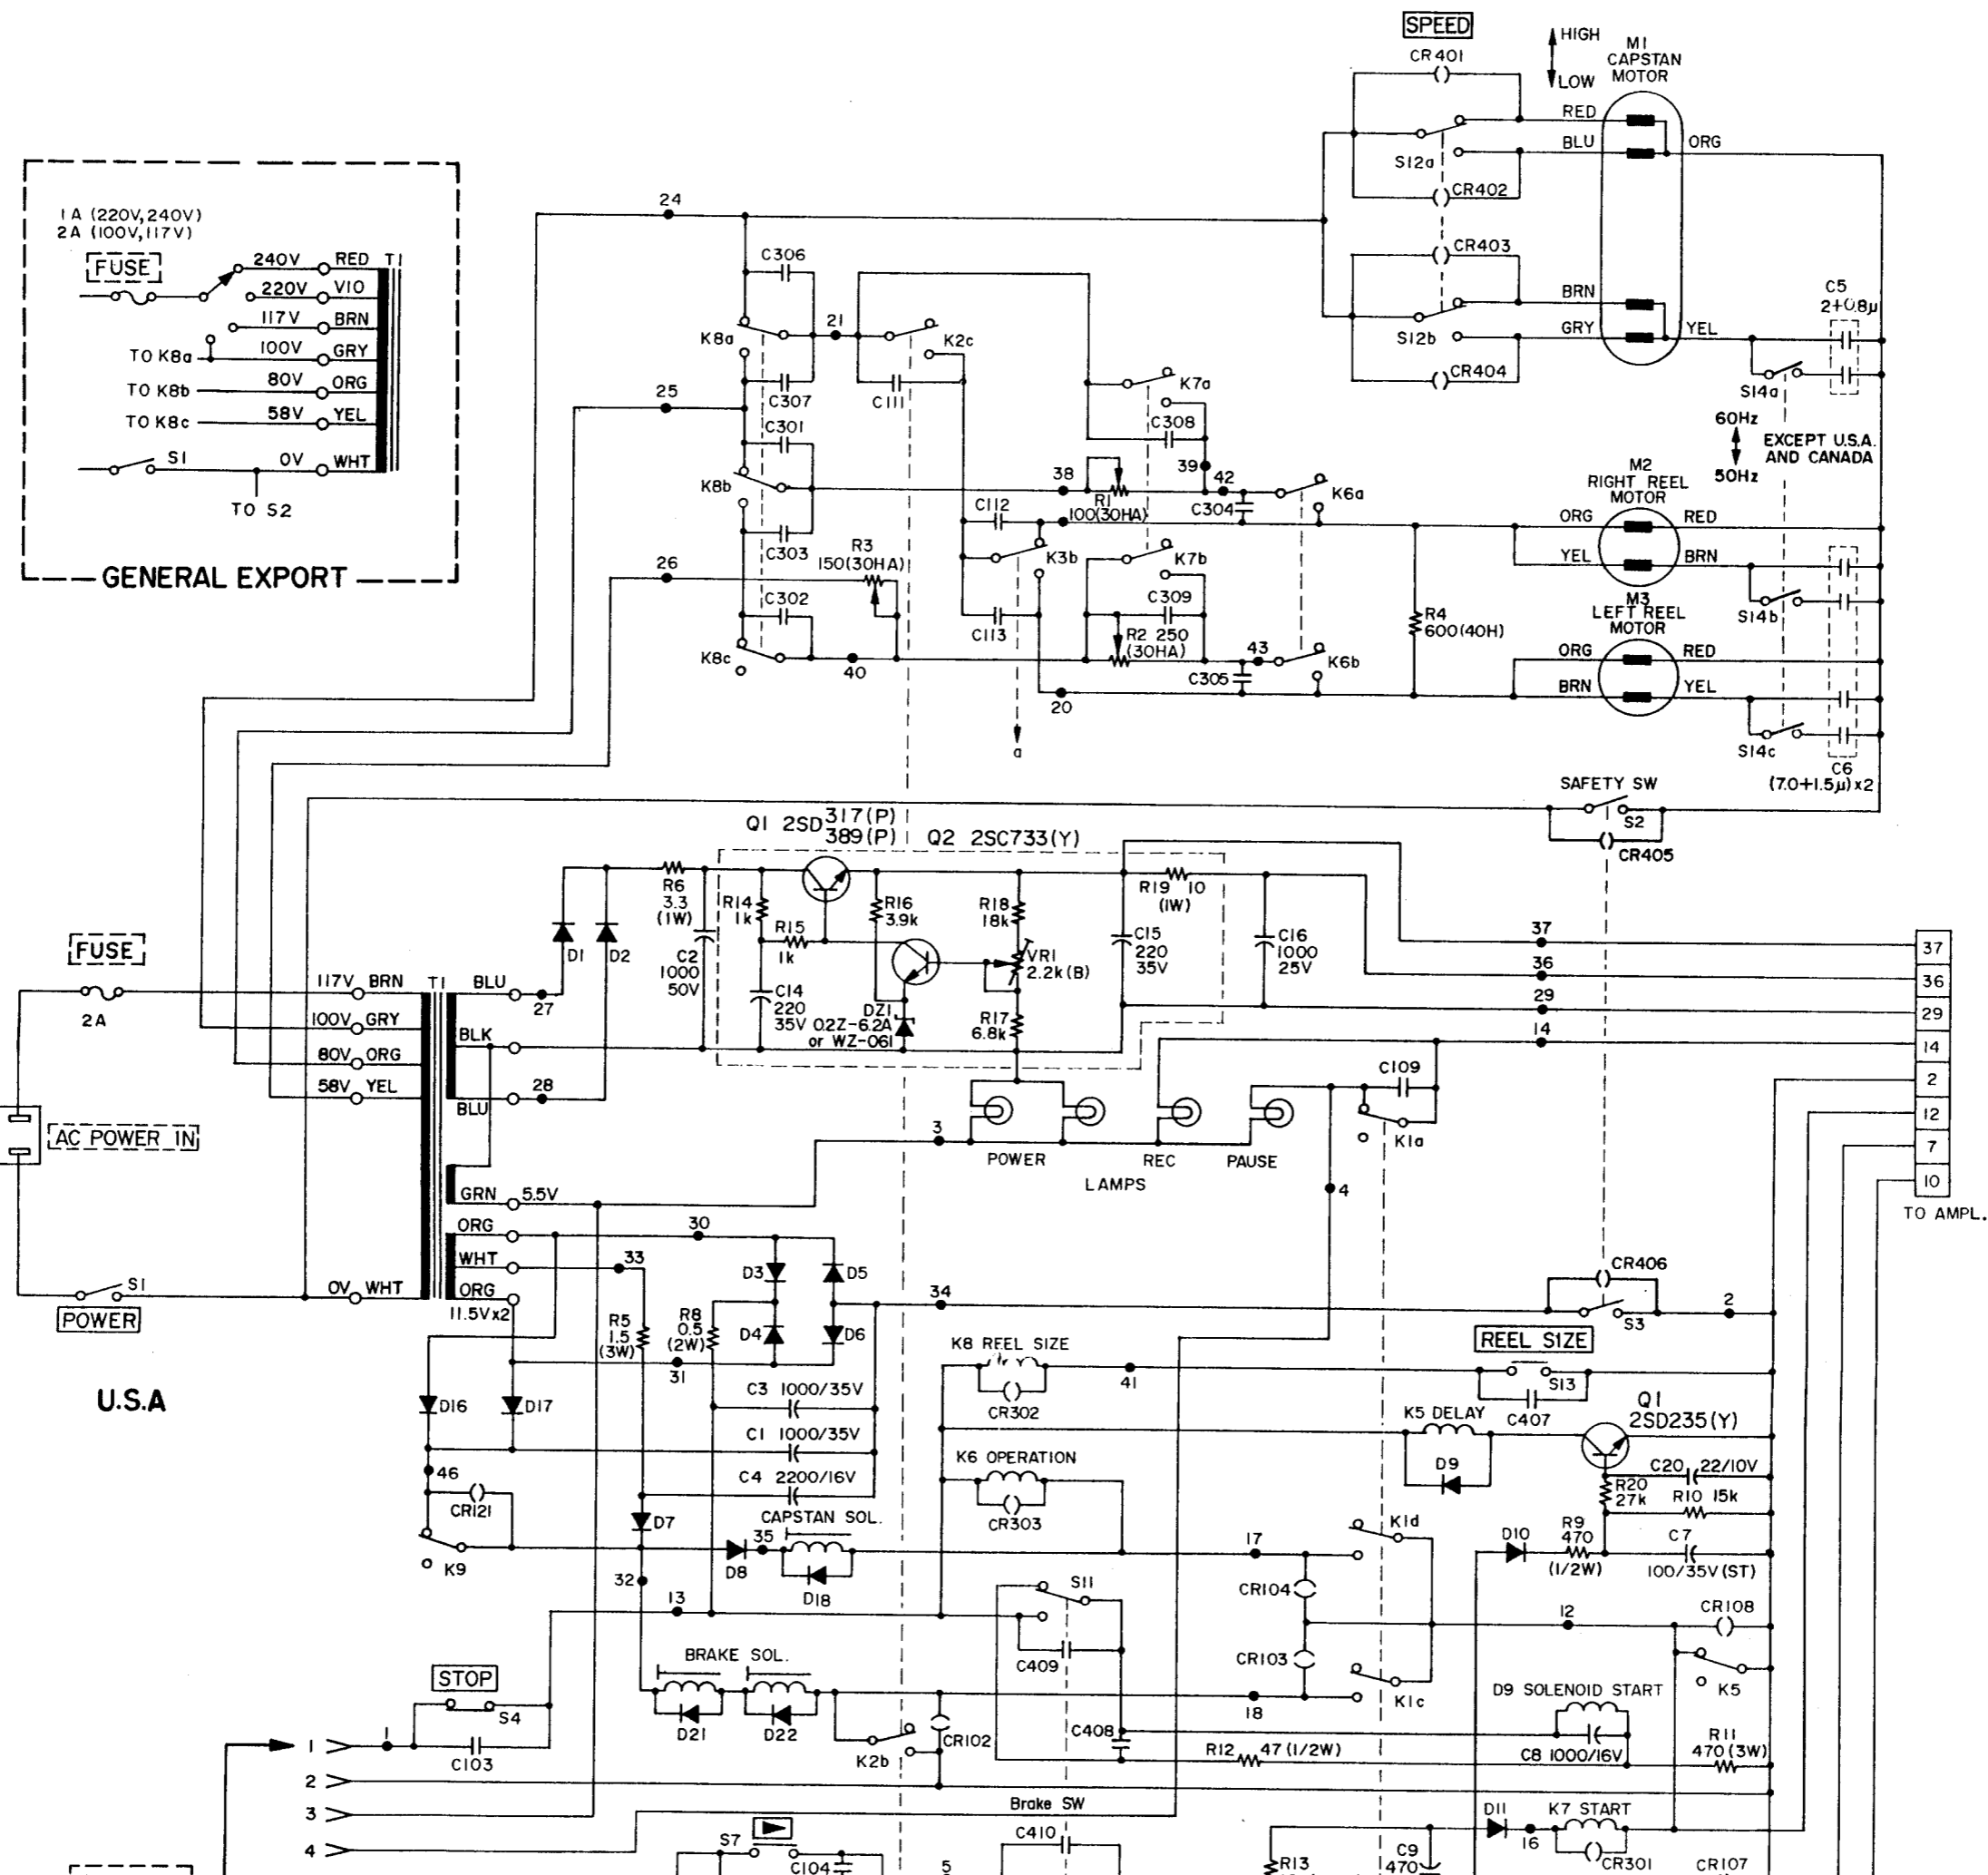 SPEED
HIGH
LOW
M1
CAPSTAN
MOTOR
CR401
RED
BLU
ORG
S12a
CR402
CR403
BRN
GRY
YEL
S12b
CR404
C5
2+0.8µ
S14a
60Hz
50Hz
EXCEPT U.S.A.
AND CANADA
1A (220V,240V)
2A (100V,117V)
FUSE
240V RED T1
220V VIO
117V BRN
TO K8a 100V GRY
TO K8b 80V ORG
TO K8c 58V YEL
S1 0V WHT
TO S2
GENERAL EXPORT
24
C306
K8a
21
K2c
C307
C111
25
C301
K8b
C303
26
R3
150(30HA)
C302
K8c
40
K7a
C308
39
38
R1
100(30HA)
42
C304
K6a
C112
K3b
K7b
C113
C309
R2 250
(30HA)
43
C305
K6b
20
a
R4
600(40H)
M2
RIGHT REEL
MOTOR
ORG RED
YEL BRN
S14b
M3
LEFT REEL
MOTOR
ORG RED
BRN YEL
S14c
C6
(7.0+1.5µ)x2
SAFETY SW
S2
CR405
Q1 2SD 317(P)
389(P)
Q2 2SC733(Y)
FUSE
2A
AC POWER IN
S1
POWER
U.S.A
117V BRN
100V GRY
80V ORG
58V YEL
0V WHT
T1
BLU
27
BLK
28
BLU
GRN 5.5V
ORG
WHT
ORG
11.5Vx2
D1
D2
R6
3.3
(1W)
C2
1000
50V
R14
1k
R15
1k
C14
220
35V
R16
3.9k
DZ1
02Z-6.2A
or WZ-061
R18
18k
VR1
2.2k(B)
R17
6.8k
C15
220
35V
R19 10
(1W)
C16
1000
25V
37
36
29
14
37
36
29
14
2
12
7
10
TO AMPL.
C109
K1a
3
POWER
REC
PAUSE
LAMPS
4
30
33
D3
D5
D4
D6
34
R5
1.5
(3W)
R8
0.5
(2W)
31
CR406
S3
2
REEL SIZE
S13
C407
K8 REEL SIZE
CR302
41
C3 1000/35V
C1 1000/35V
C4 2200/16V
D16
D17
46
CR121
K9
D7
K5 DELAY
D9
Q1
2SD235(Y)
C20 22/10V
R20
27k
R10 15k
K6 OPERATION
CR303
CAPSTAN SOL.
35
D8
D18
17
K1d
D10
R9
470
(1/2W)
C7
100/35V(ST)
32
13
S11
C409
CR104
CR103
12
CR108
K1c
K5
18
BRAKE SOL.
D21
D22
STOP
S4
C103
K2b
CR102
C408
R12 47(1/2W)
D9 SOLENOID START
C8 1000/16V
R11
470(3W)
1
1
2
3
4
Brake SW
S7
C104
5
C410
R13
C9
470
D11
16
K7 START
CR301
CR107